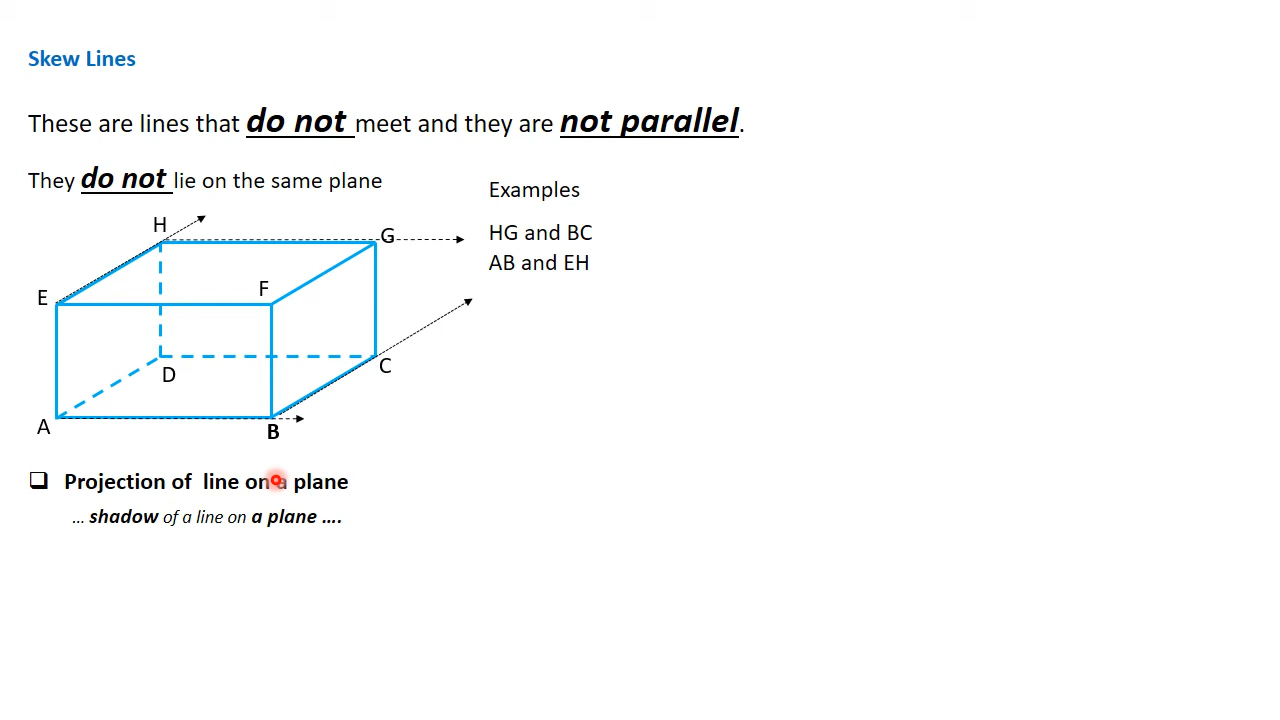 Skew Lines
These are lines that do not meet and they are not parallel.
They do not lie on the same plane
Examples
HG and BC
AB and EH
H
G
E
F
D
C
A
B
Projection of line on a plane
... shadow of a line on a plane ....